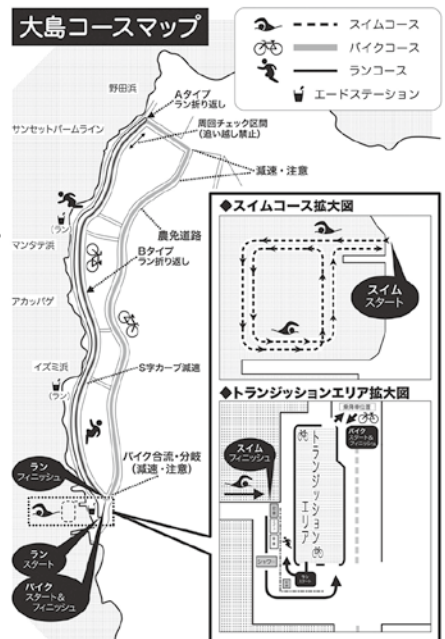 大島コースマップ
スイムコース
バイクコース
ランコース
エードステーション
野田浜
Aタイプ
ラン折り返し
サンセットパームライン
周回チェック区間
(追い越し禁止)
減速・注意
(ラン)
マンタテ浜
農免道路
Bタイプ
ラン折り返し
アカッパゲ
イズミ浜
S字カーブ減速
(ラン)
バイク合流・分岐
(減速・注意)
ラン
フィニッシュ
ラン
スタート
バイク
スタート&
フィニッシュ
◆スイムコース拡大図
スイム
スタート
◆トランジッションエリア拡大図
バイク
スタート&
フィニッシュ
スイム
フィニッシュ
トランジッション
エリア
シャワー
ラン
スタート